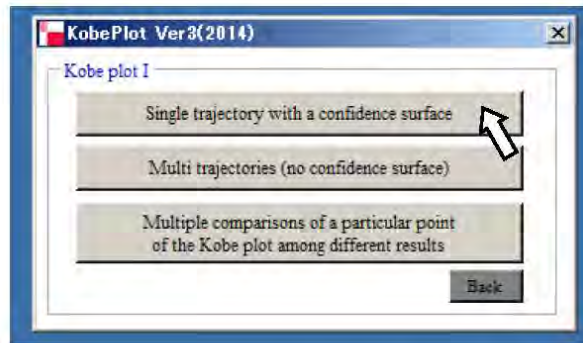 KobePlot Ver3(2014)
Kobe plot I
Single trajectory with a confidence surface
Multi trajectories (no confidence surface)
Multiple comparisons of a particular point
of the Kobe plot among different results
Back